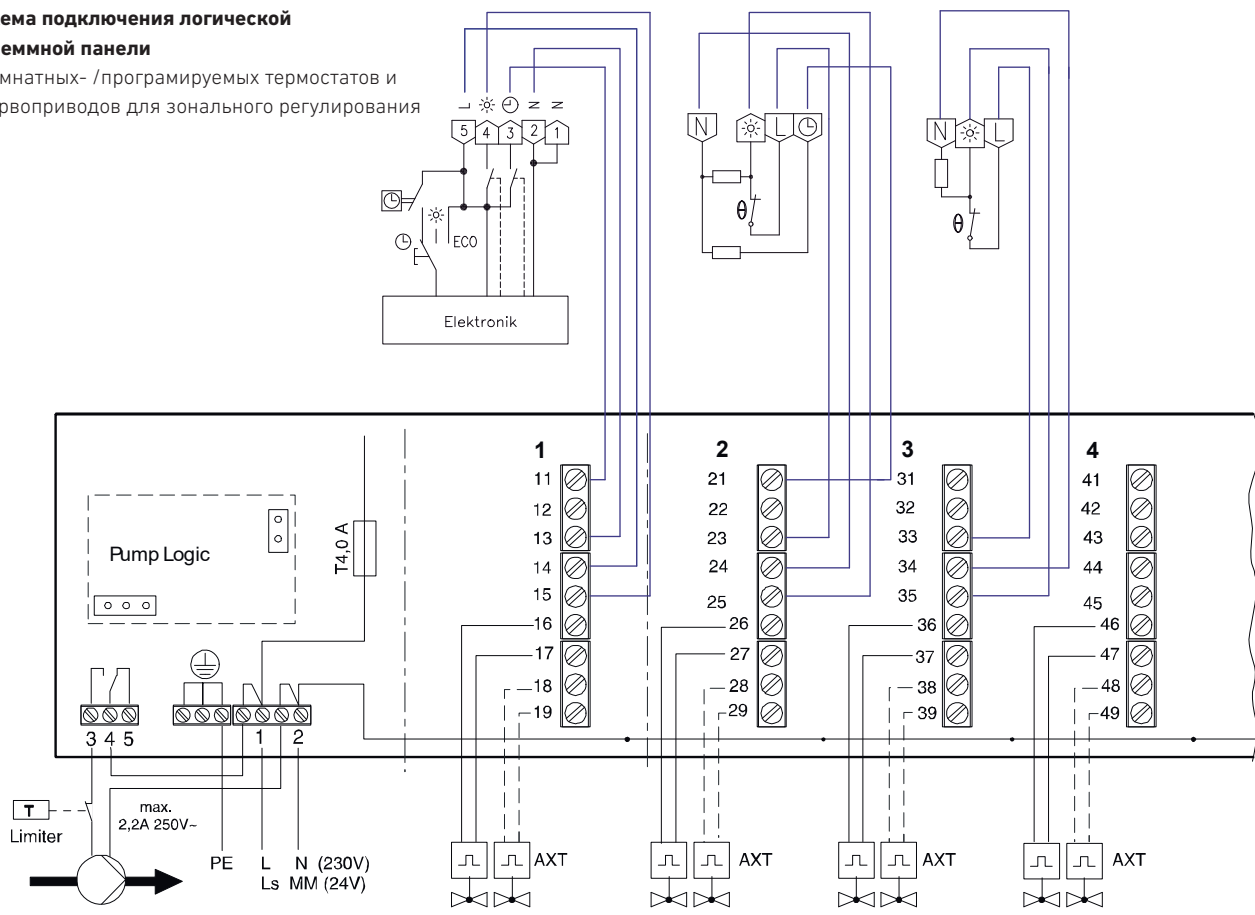 ема подключения логической
еммной панели
мнатных- /програмируемых термостатов и
рвоприводов для зонального регулирования
L N N
5 4 3 2 1
ECO
Elektronik
N L
θ
N L
θ
1 2 3 4
11 21 31 41
12 22 32 42
13 23 33 43
14 24 34 44
15 25 35 45
16 26 36 46
17 27 37 47
18 28 38 48
19 29 39 49
Pump Logic
T4,0 A
3 4 5 1 2
T
Limiter
max.
2,2A 250V~
PE L N (230V)
Ls MM (24V)
AXT AXT AXT AXT